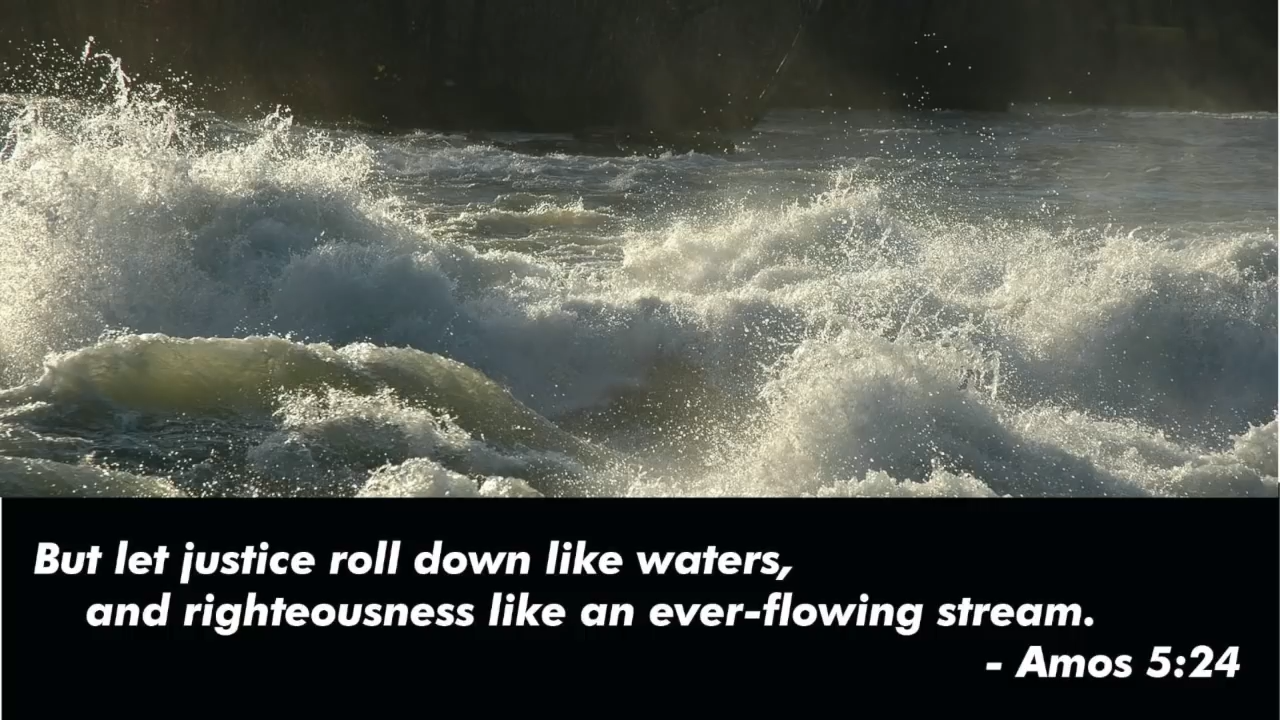 But let justice roll down like waters,
and righteousness like an ever-flowing stream.
- Amos 5:24